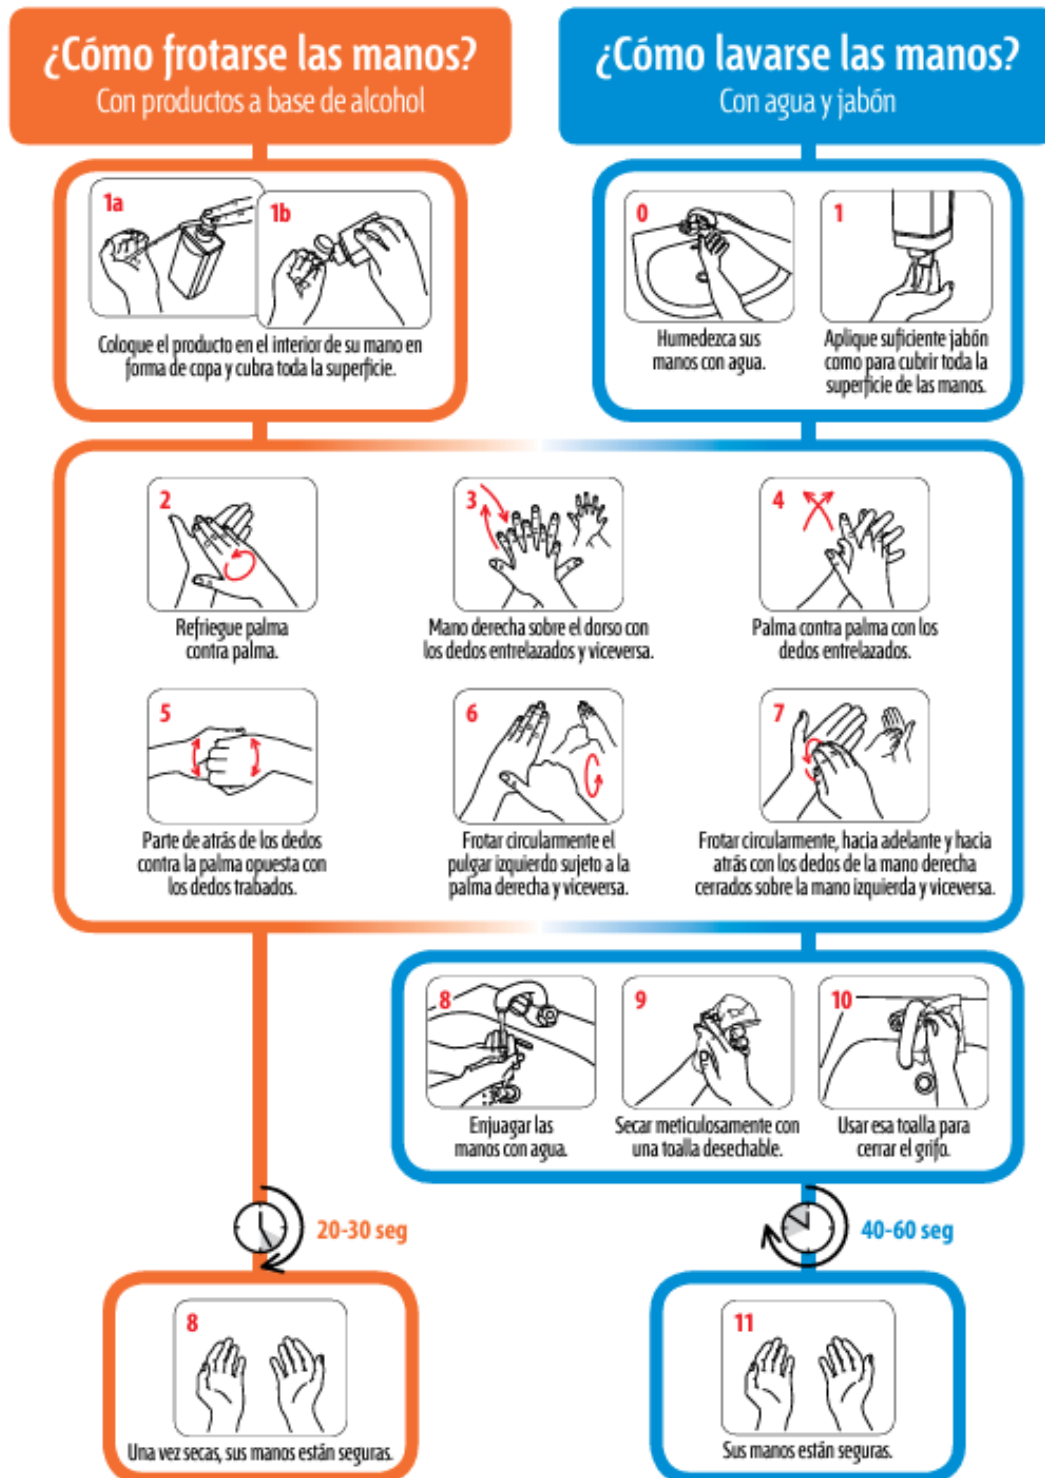 ¿Cómo frotarse las manos?
Con productos a base de alcohol
¿Cómo lavarse las manos?
Con agua y jabón
1a
1b
Coloque el producto en el interior de su mano en
forma de copa y cubra toda la superficie.
0
Humedezca sus
manos con agua.
1
Aplique suficiente jabón
como para cubrir toda la
superficie de las manos.
2
Refriegue palma
contra palma.
3
Mano derecha sobre el dorso con
los dedos entrelazados y viceversa.
4
Palma contra palma con los
dedos entrelazados.
5
Parte de atrás de los dedos
contra la palma opuesta con
los dedos trabados.
6
Frotar circularmente el
pulgar izquierdo sujeto a la
palma derecha y viceversa.
7
Frotar circularmente, hacia adelante y hacia
atrás con los dedos de la mano derecha
cerrados sobre la mano izquierda y viceversa.
8
Enjuagar las
manos con agua.
9
Secar meticulosamente con
una toalla desechable.
10
Usar esa toalla para
cerrar el grifo.
20-30 seg
40-60 seg
8
Una vez secas, sus manos están seguras.
11
Sus manos están seguras.